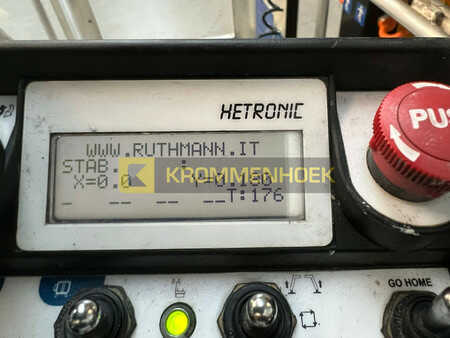 HETRONIC
WWW.RUTHMANN.IT
STAB.
KROMMENHOEK
X=0.0
T:176
PUS
GO HOME